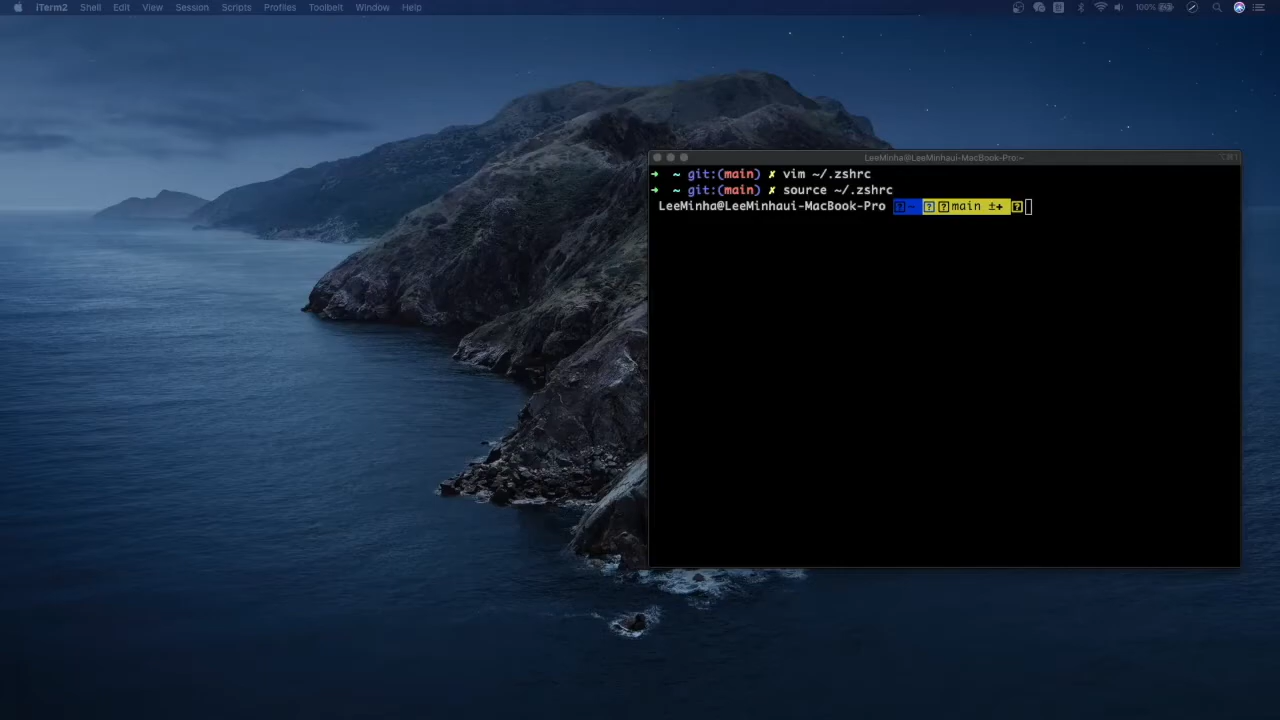 iTerm2 Shell Edit View Session Scripts Profiles Toolbelt Window Help 100%
LeeMinha@LeeMinhaui-MacBook-Pro:~ ⌥⌘1
➜ ~ git:(main) ✗ vim ~/.zshrc
➜ ~ git:(main) ✗ source ~/.zshrc
LeeMinha@LeeMinhaui-MacBook-Pro ~ main ±+